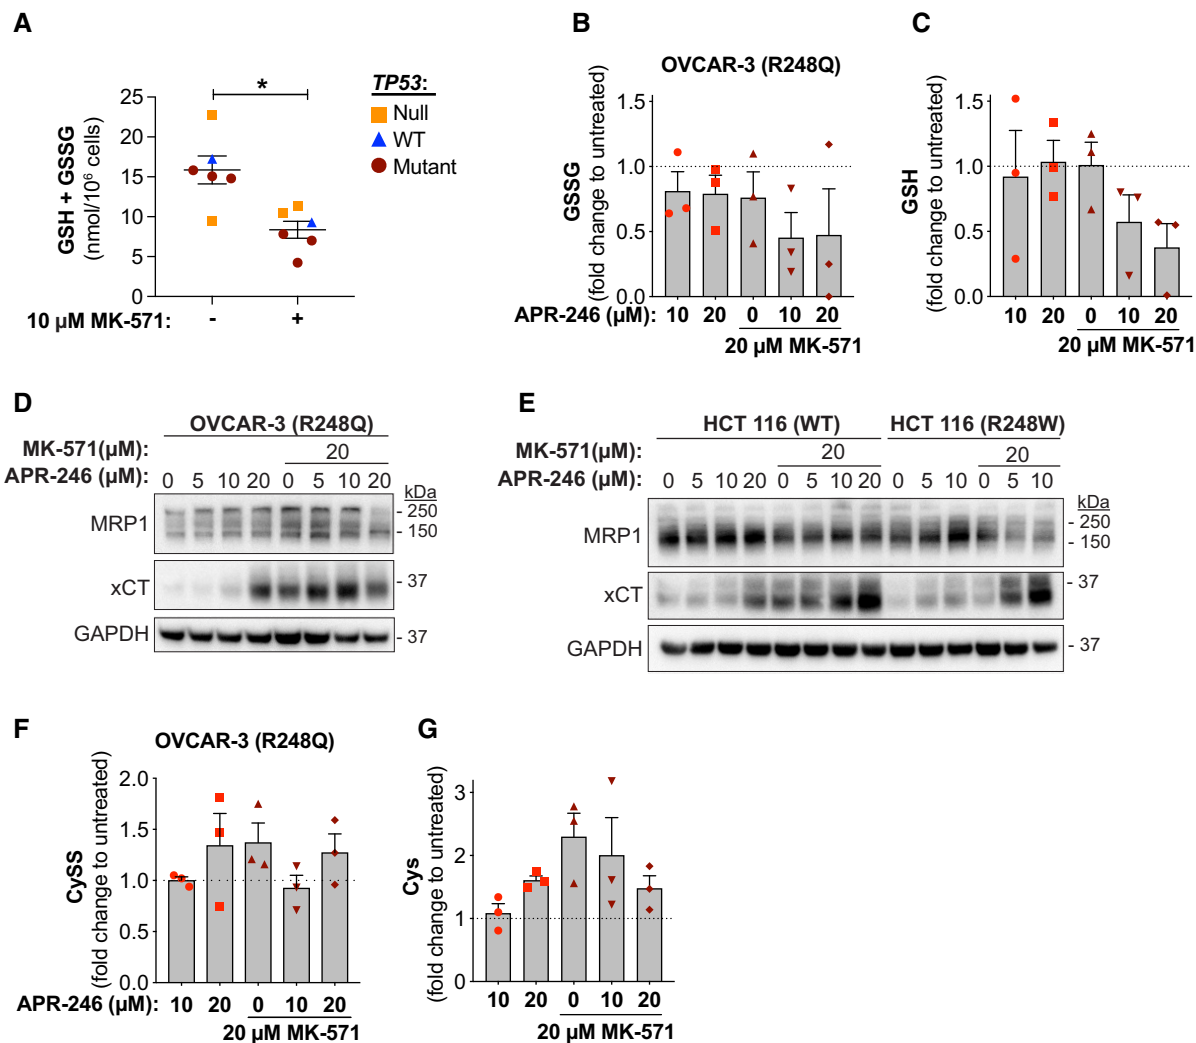 A
GSH + GSSG
(nmol/10⁶ cells)
25
20
15
10
5
0
*
10 µM MK-571:
-
+
TP53:
Null
WT
Mutant
B
OVCAR-3 (R248Q)
GSSG
(fold change to untreated)
1.5
1.0
0.5
0.0
APR-246 (µM): 10 20 0 10 20
20 µM MK-571
C
GSH
(fold change to untreated)
1.5
1.0
0.5
0.0
10 20 0 10 20
20 µM MK-571
D
OVCAR-3 (R248Q)
MK-571(µM): 20
APR-246 (µM): 0 5 10 20 0 5 10 20
kDa
MRP1
- 250
- 150
xCT
- 37
GAPDH
- 37
E
HCT 116 (WT) HCT 116 (R248W)
MK-571(µM): 20 20
APR-246 (µM): 0 5 10 20 0 5 10 20 0 5 10 0 5 10
kDa
MRP1
- 250
- 150
xCT
- 37
GAPDH
- 37
F
OVCAR-3 (R248Q)
CySS
(fold change to untreated)
2.0
1.5
1.0
0.5
0.0
APR-246 (µM): 10 20 0 10 20
20 µM MK-571
G
Cys
(fold change to untreated)
3
2
1
0
10 20 0 10 20
20 µM MK-571